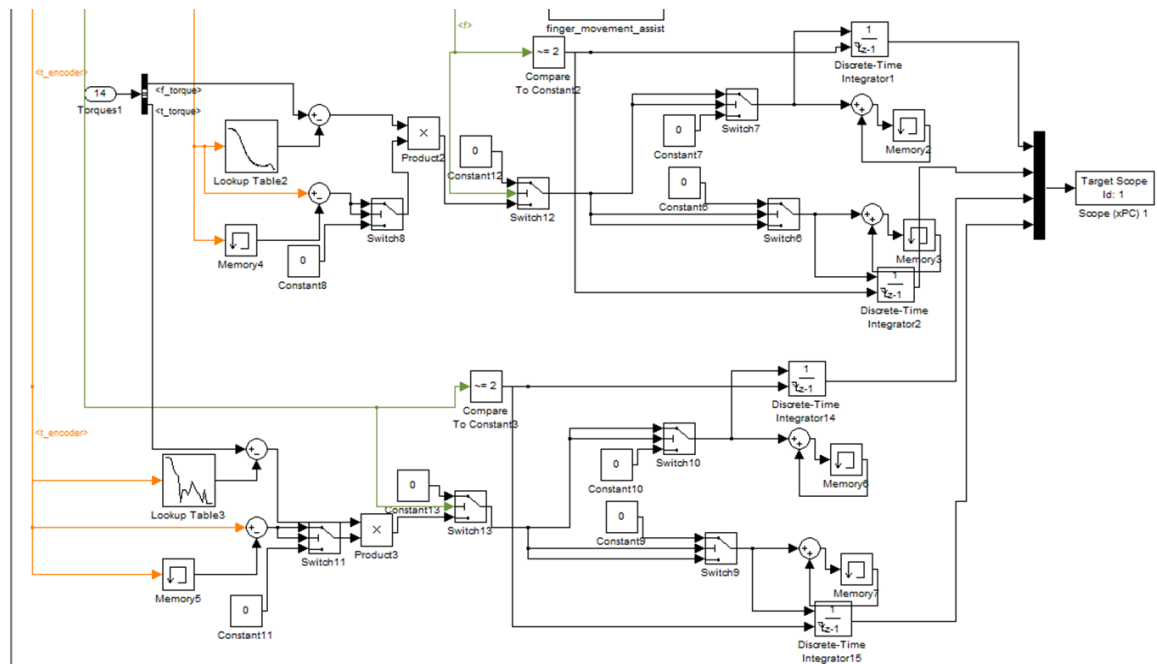 finger_movement_assist
<f>
~= 2
Compare
To Constant2
1
z-1
Discrete-Time
Integrator1
<t_encoder>
14
Torques1
<f_torque>
<t_torque>
Lookup Table2
×
Product2
0
Constant12
Switch12
0
Constant7
Switch7
Memory2
0
Constant6
Switch6
Memory3
1
z-1
Discrete-Time
Integrator2
Target Scope
Id: 1
Scope (xPC) 1
Switch8
Memory4
0
Constant8
~= 2
Compare
To Constant3
1
z-1
Discrete-Time
Integrator14
<t_encoder>
Lookup Table3
0
Constant13
Switch13
0
Constant10
Switch10
Memory6
×
Product3
Switch11
0
Constant9
Switch9
Memory7
Memory5
0
Constant11
1
z-1
Discrete-Time
Integrator15